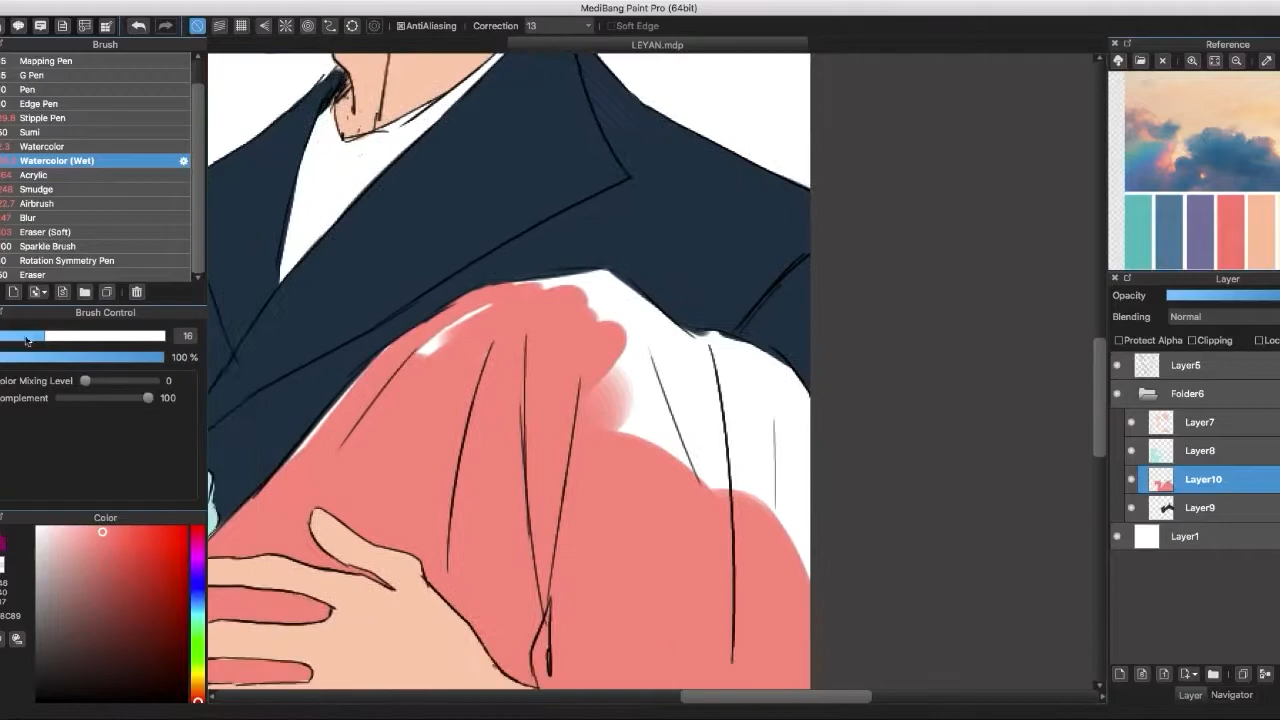 MediBang Paint Pro (64bit)
AntiAliasing Correction 13 Soft Edge
Brush
LEYAN.mdp
Reference
Mapping Pen
G Pen
Pen
Edge Pen
Stipple Pen
Sumi
Watercolor
Watercolor (Wet)
Acrylic
Smudge
Airbrush
Blur
Eraser (Soft)
Sparkle Brush
Rotation Symmetry Pen
Eraser
Brush Control
16
100 %
olor Mixing Level 0
omplement 100
Color
Layer
Opacity
Blending Normal
Protect Alpha Clipping Loc
Layer5
Folder6
Layer7
Layer8
Layer10
Layer9
Layer1
Layer Navigator